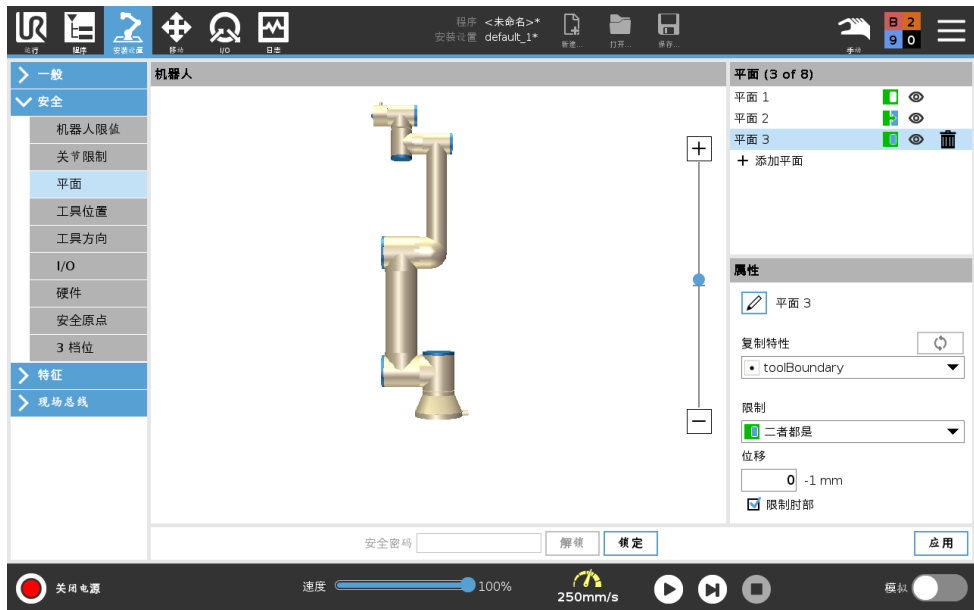 UR
运行
程序
安装设置
移动
I/O
日志
程序 <未命名>*
安装设置 default_1*
新建...
打开...
保存...
手动
B 2
9 0
一般
安全
机器人限值
关节限制
平面
工具位置
工具方向
I/O
硬件
安全原点
3 档位
特征
现场总线
机器人
平面 (3 of 8)
平面 1
平面 2
平面 3
添加平面
属性
平面 3
复制特性
toolBoundary
限制
二者都是
位移
0 -1 mm
限制肘部
安全密码
解锁
锁定
应用
关闭电源
速度
100%
250mm/s
模拟